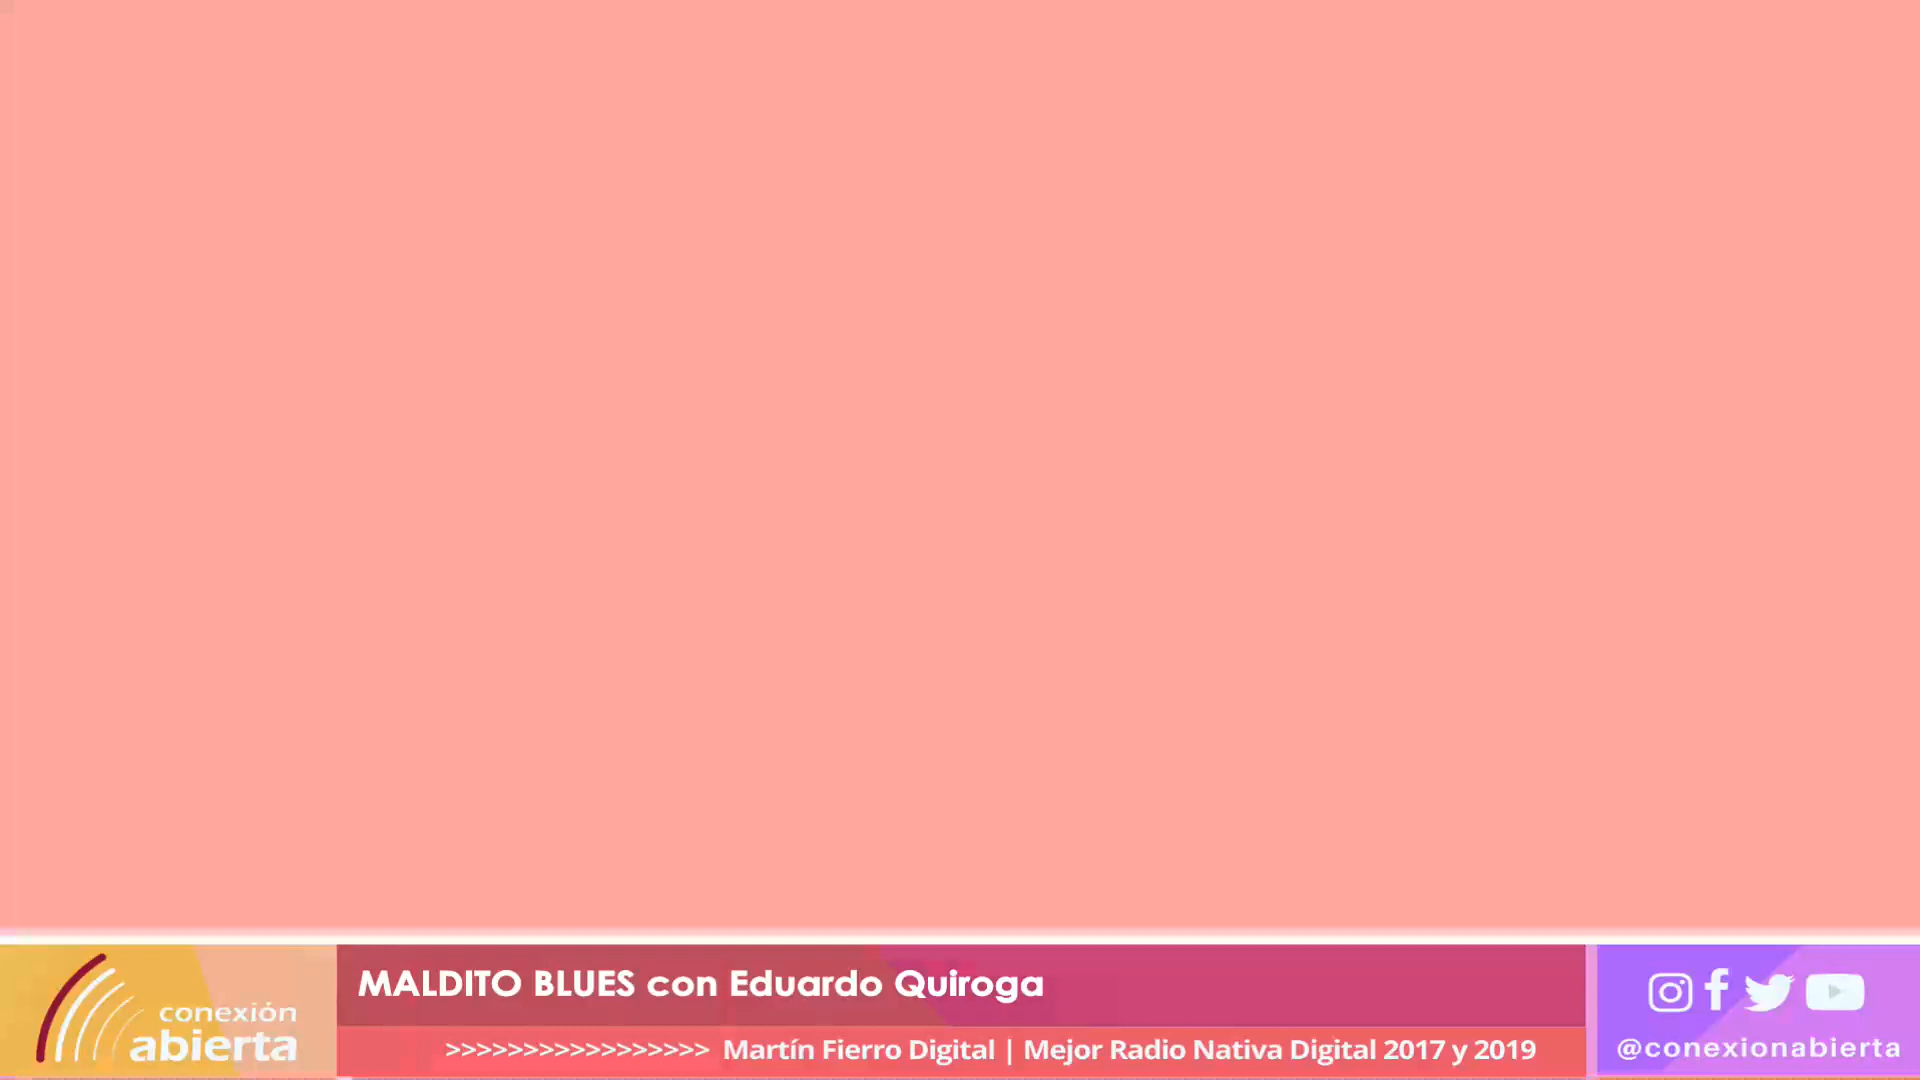 conexión
abierta
MALDITO BLUES con Eduardo Quiroga
>>>>>>>>>>>>>>>>> Martín Fierro Digital | Mejor Radio Nativa Digital 2017 y 2019
@conexionabierta